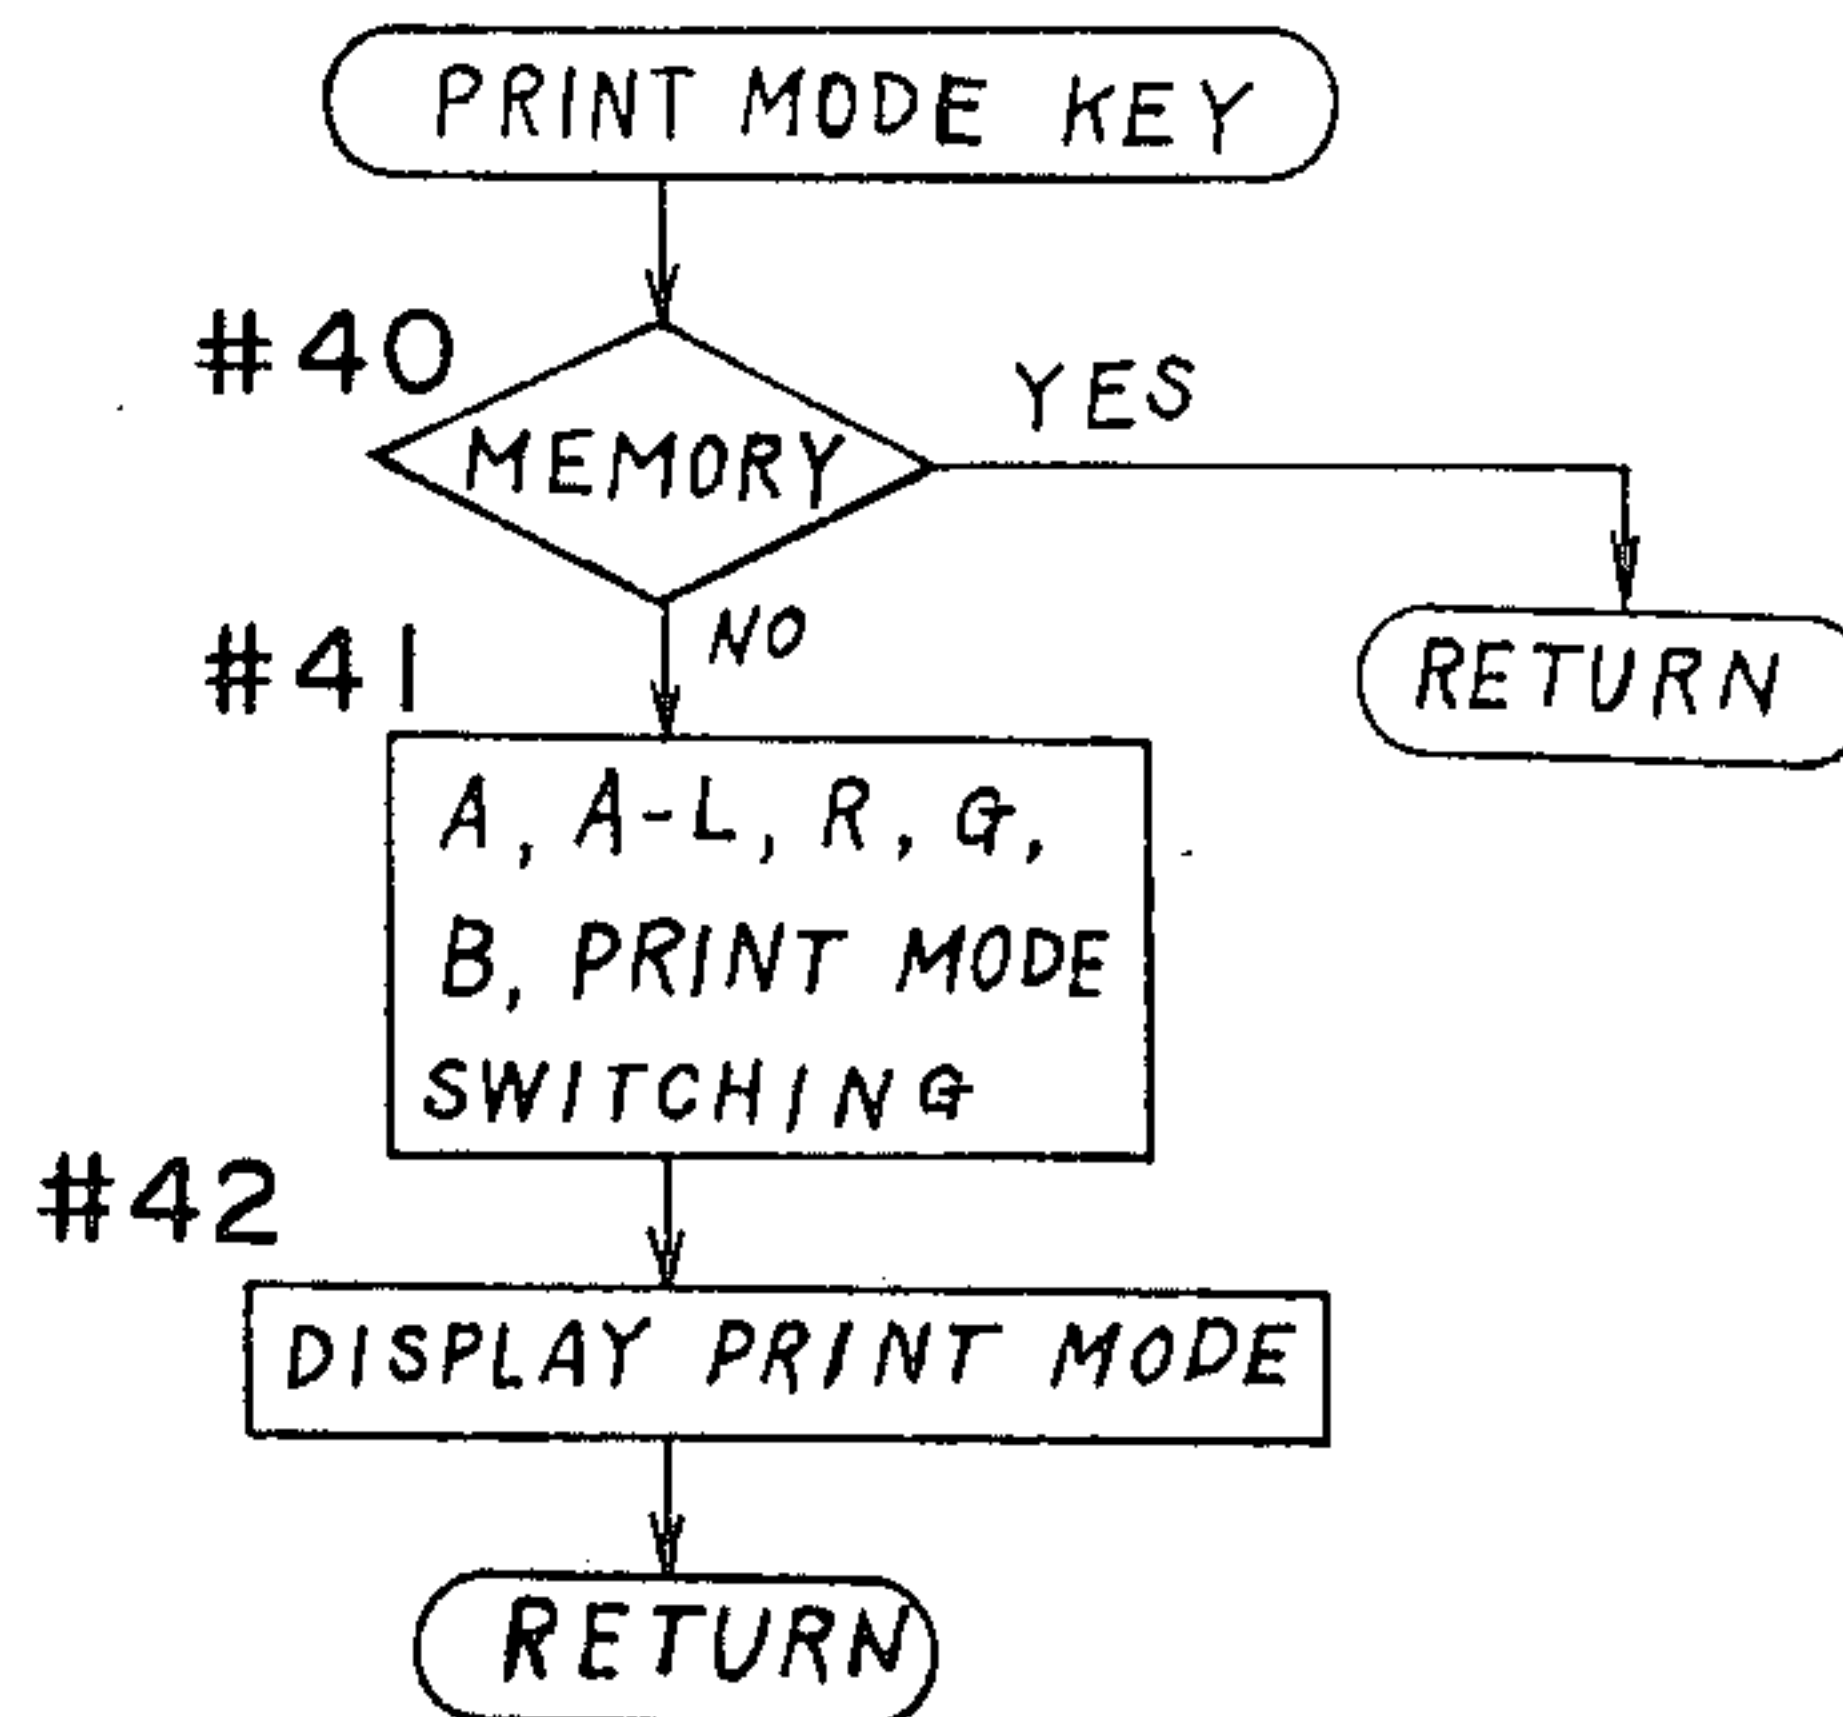 PRINT MODE KEY
#40
YES
MEMORY
NO
#41
RETURN
A, A-L, R, G,
B, PRINT MODE
SWITCHING
#42
DISPLAY PRINT MODE
RETURN